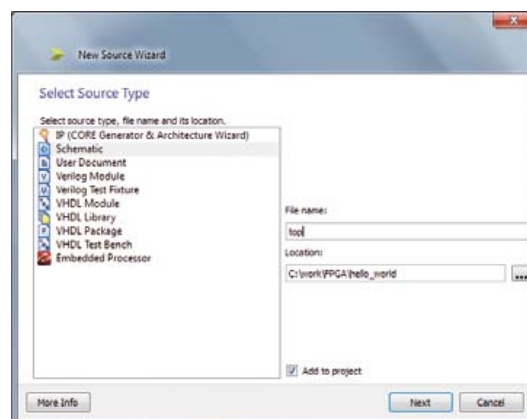 New Source Wizard
Select Source Type
Select source type, file name and its location.
IP (CORE Generator & Architecture Wizard)
Schematic
User Document
Verilog Module
Verilog Test Fixture
VHDL Module
VHDL Library
VHDL Package
VHDL Test Bench
Embedded Processor
File name:
top
Location:
C:\work\FPGA\hello_world
...
Add to project
More Info
Next
Cancel